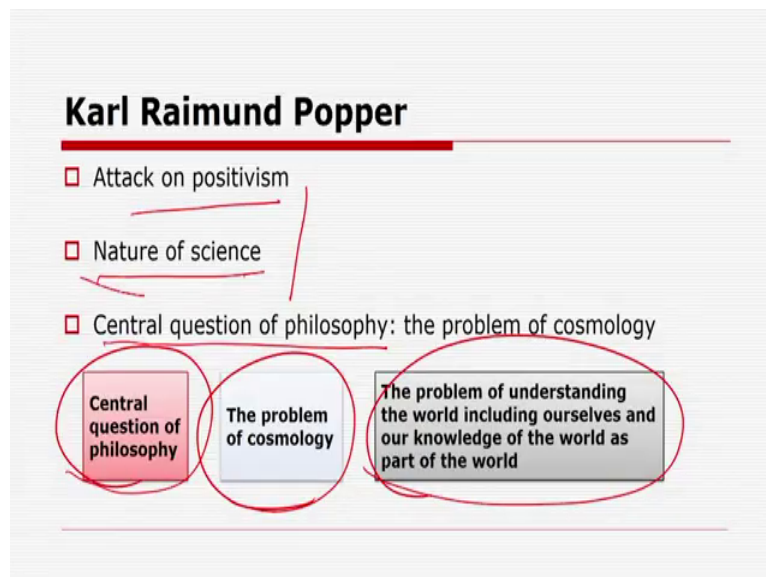 Karl Raimund Popper
Attack on positivism
Nature of science
Central question of philosophy: the problem of cosmology
Central
question of
philosophy
The problem
of cosmology
The problem of understanding
the world including ourselves and
our knowledge of the world as
part of the world